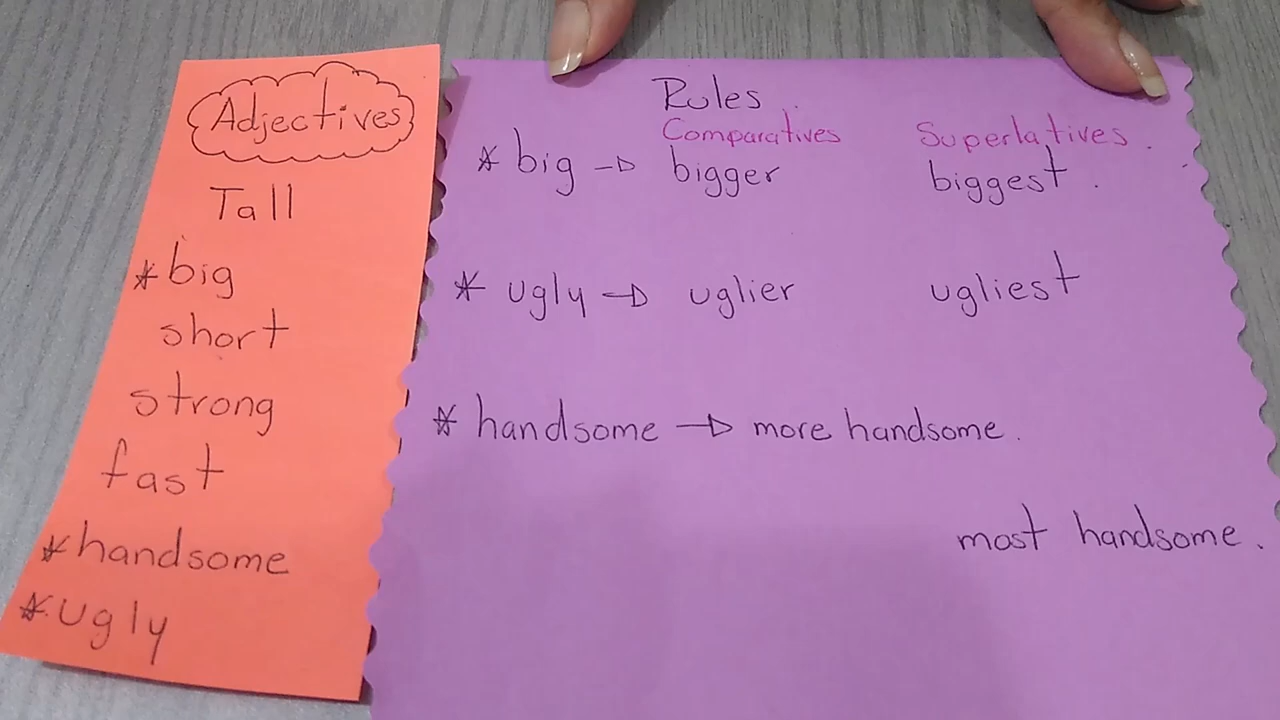 Adjectives
Tall
* big
short
strong
fast
* handsome
* ugly
Rules
Comparatives Superlatives.
* big → bigger biggest.
* ugly → uglier ugliest
* handsome → more handsome.
most handsome.